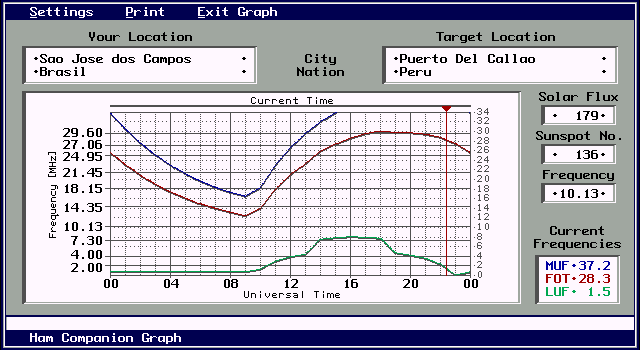 Settings Print Exit Graph
Your Location
Target Location
•Sao Jose dos Campos •
•Brasil •
City
Nation
•Puerto Del Callao •
•Peru •
Solar Flux
• 179•
Sunspot No.
• 136•
Frequency
•10.13•
Current
Frequencies
MUF•37.2
FOT•28.3
LUF• 1.5
Current Time
Frequency [MHz]
29.60
27.06
24.95
21.45
18.15
14.35
10.13
7.30
4.00
2.00
34
32
30
28
26
24
22
20
18
16
14
12
10
8
6
4
2
0
00 04 08 12 16 20 00
Universal Time
Ham Companion Graph